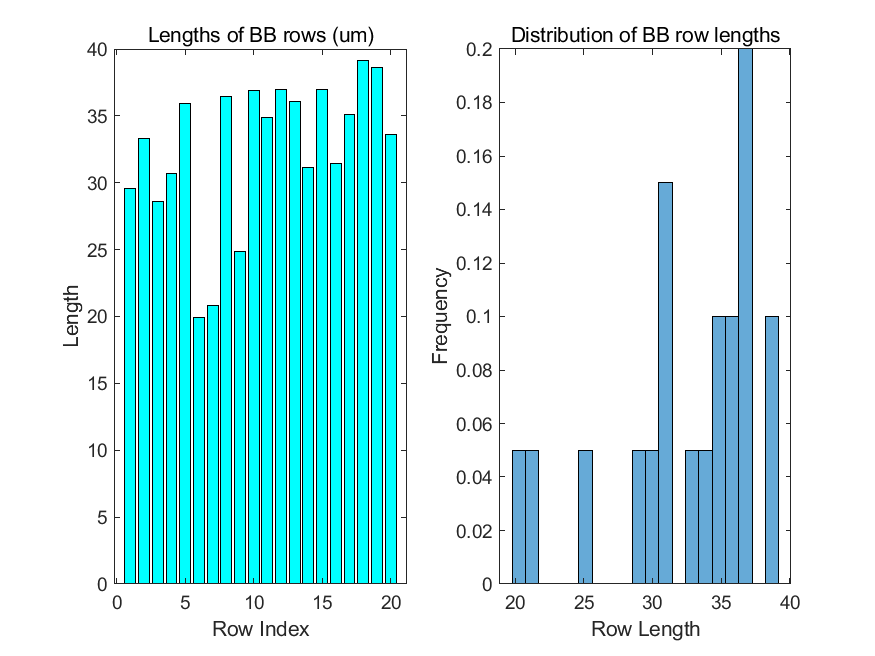 Lengths of BB rows (um)
40
35
30
25
20
15
10
5
0
Length
0 5 10 15 20
Row Index
Distribution of BB row lengths
0.2
0.18
0.16
0.14
0.12
0.1
0.08
0.06
0.04
0.02
0
Frequency
20 25 30 35 40
Row Length